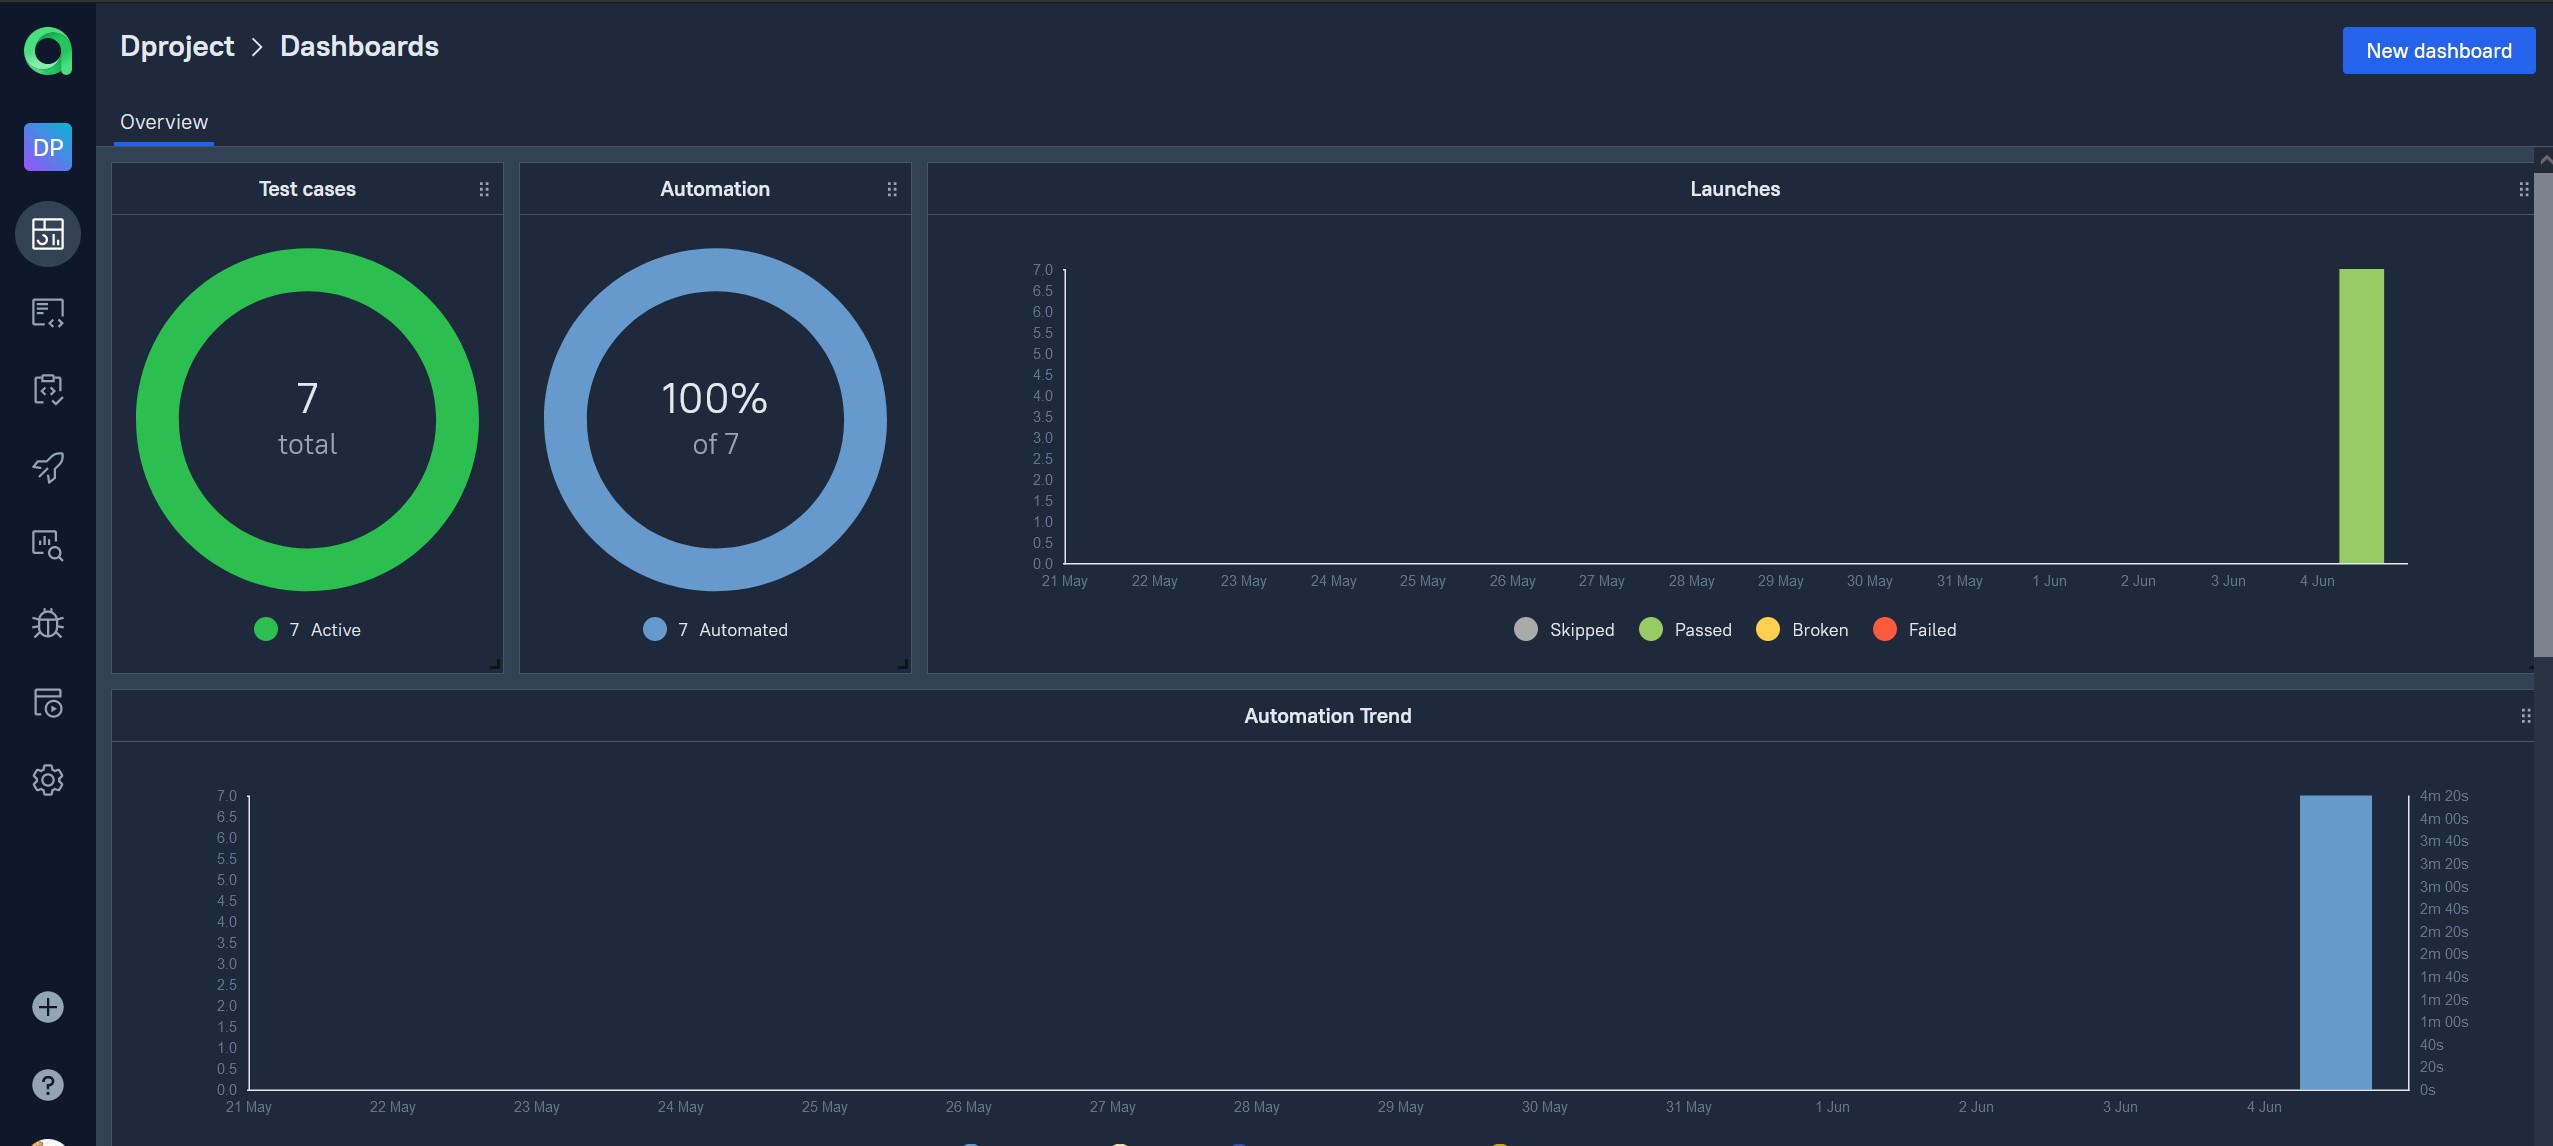 Dproject > Dashboards
New dashboard
DP
Overview
Test cases
7
total
7 Active
Automation
100%
of 7
7 Automated
Launches
7.0
6.5
6.0
5.5
5.0
4.5
4.0
3.5
3.0
2.5
2.0
1.5
1.0
0.5
0.0
21 May 22 May 23 May 24 May 25 May 26 May 27 May 28 May 29 May 30 May 31 May 1 Jun 2 Jun 3 Jun 4 Jun
Skipped Passed Broken Failed
Automation Trend
7.0
6.5
6.0
5.5
5.0
4.5
4.0
3.5
3.0
2.5
2.0
1.5
1.0
0.5
0.0
4m 20s
4m 00s
3m 40s
3m 20s
3m 00s
2m 40s
2m 20s
2m 00s
1m 40s
1m 20s
1m 00s
40s
20s
0s
21 May 22 May 23 May 24 May 25 May 26 May 27 May 28 May 29 May 30 May 31 May 1 Jun 2 Jun 3 Jun 4 Jun